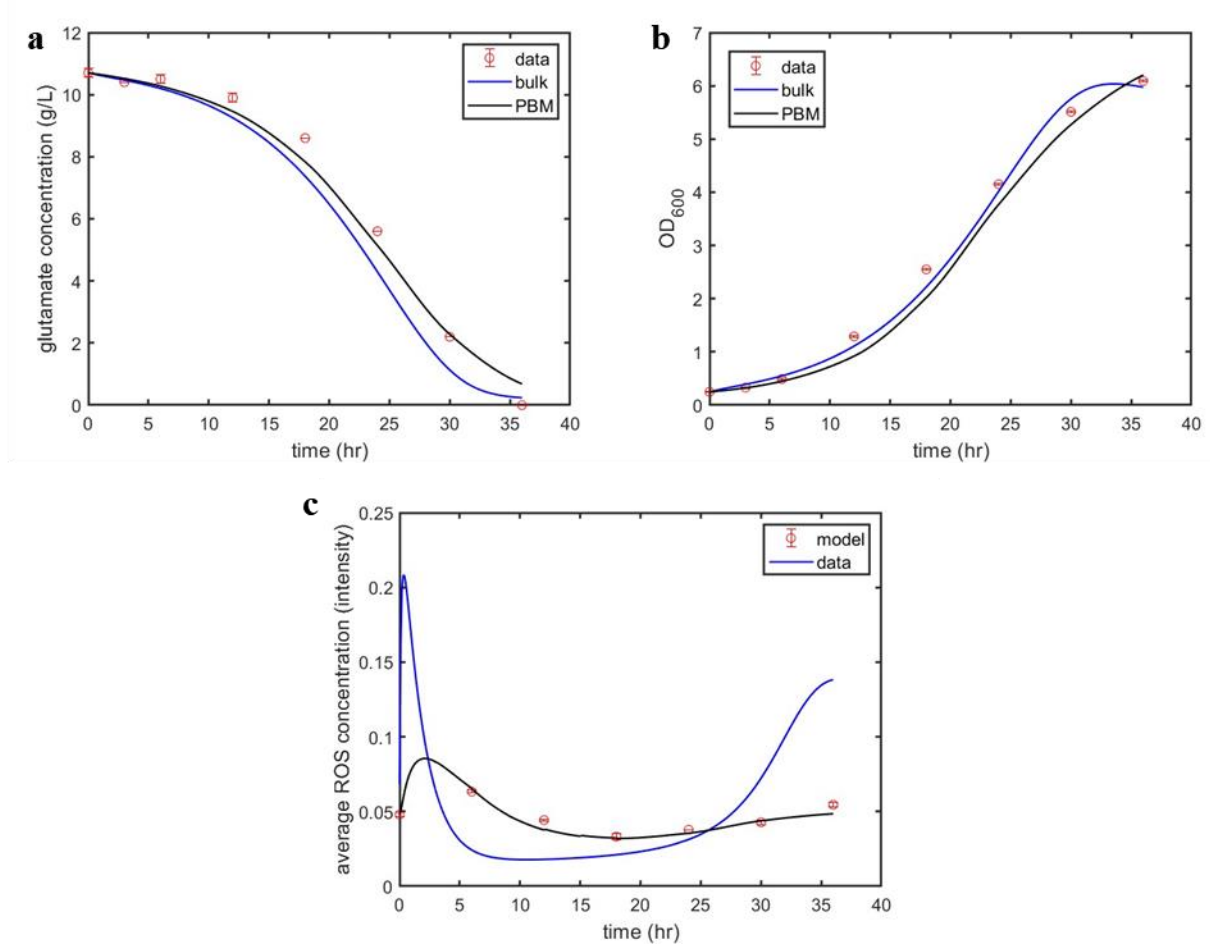 a
12
10
8
6
4
2
0
glutamate concentration (g/L)
data
bulk
PBM
0 5 10 15 20 25 30 35 40
time (hr)
b
7
6
5
4
3
2
1
0
OD600
data
bulk
PBM
0 5 10 15 20 25 30 35 40
time (hr)
c
0.25
0.2
0.15
0.1
0.05
0
average ROS concentration (intensity)
model
data
0 5 10 15 20 25 30 35 40
time (hr)